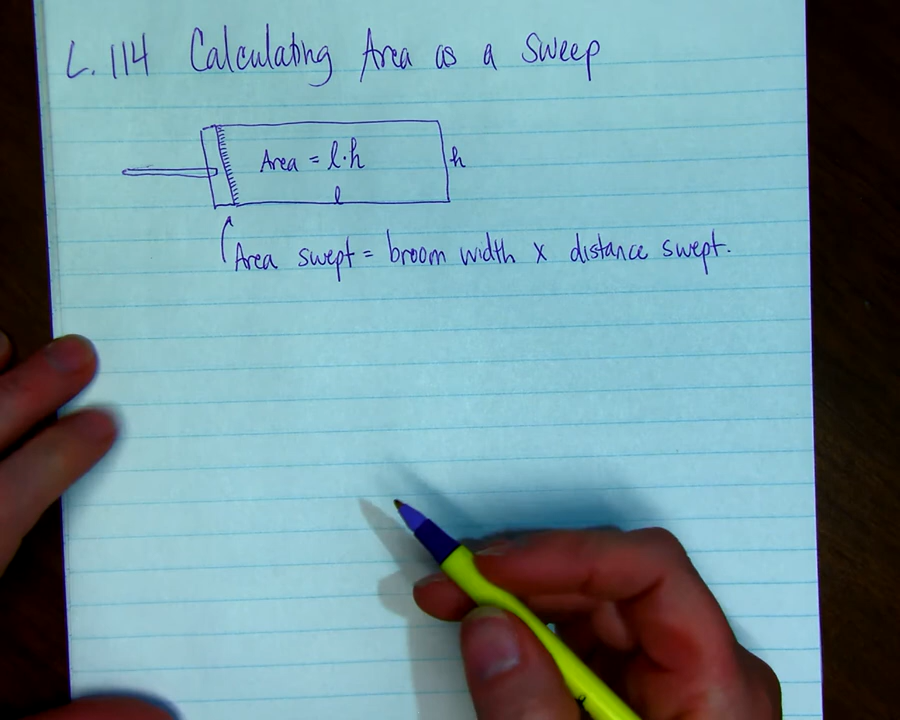 L. 114 Calculating Area as a Sweep
Area = l·h
h
l
Area swept = broom width x distance swept.